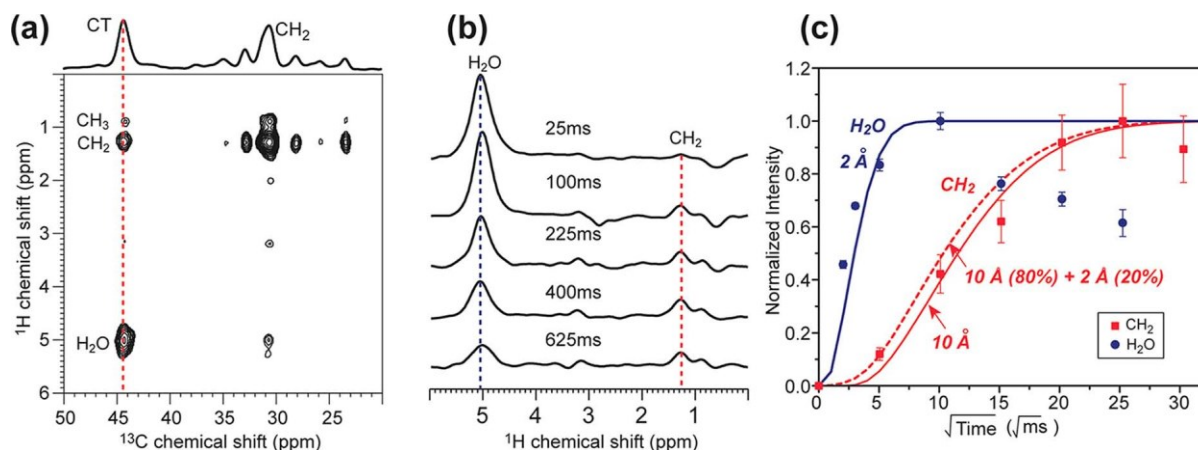 (a)
CT
CH₂
CH₃
CH₂
H₂O
1
2
3
4
5
6
¹H chemical shift (ppm)
50 45 40 35 30 25
¹³C chemical shift (ppm)
(b)
H₂O
25ms
CH₂
100ms
225ms
400ms
625ms
5 4 3 2 1
¹H chemical shift (ppm)
(c)
1.2
1.0
0.8
0.6
0.4
0.2
0.0
Normalized Intensity
H₂O
2 Å
CH₂
10 Å (80%) + 2 Å (20%)
10 Å
CH₂
H₂O
0 5 10 15 20 25 30
√Time (√ms)